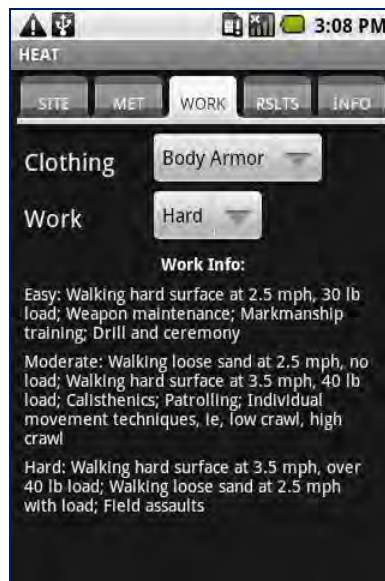 3:08 PM
HEAT
SITE MET WORK RSLTS INFO
Clothing Body Armor
Work Hard
Work Info:
Easy: Walking hard surface at 2.5 mph, 30 lb
load; Weapon maintenance; Markmanship
training; Drill and ceremony
Moderate: Walking loose sand at 2.5 mph, no
load; Walking hard surface at 3.5 mph, 40 lb
load; Calisthenics; Patrolling; Individual
movement techniques, ie, low crawl, high
crawl
Hard: Walking hard surface at 3.5 mph, over
40 lb load; Walking loose sand at 2.5 mph
with load; Field assaults